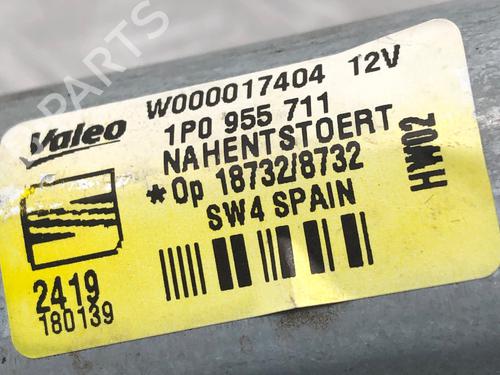 Valeo W000017404 12V
1P0 955 711
NAHENTSTOERT
*Op 18732/8732
SW4 SPAIN
HW02
2419
180139
PARTS